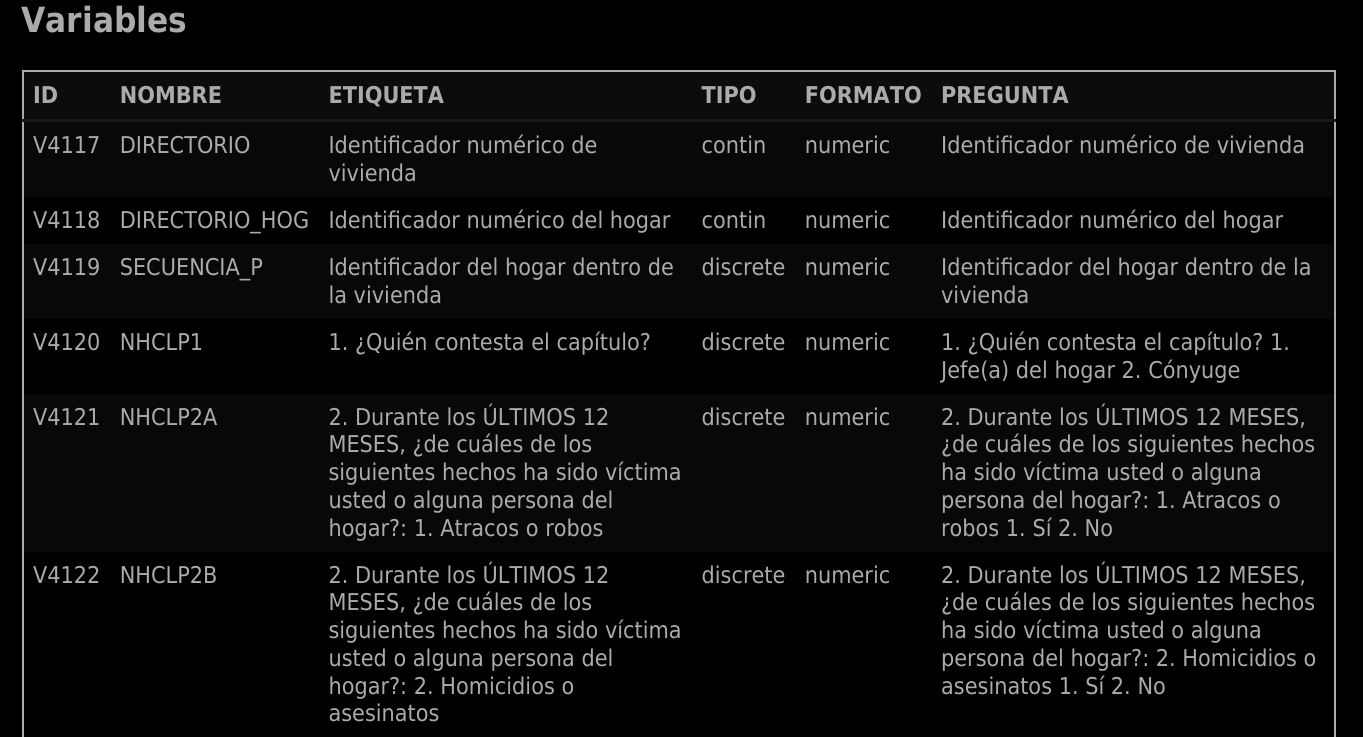 Variables
ID NOMBRE ETIQUETA TIPO FORMATO PREGUNTA
V4117 DIRECTORIO Identificador numérico de contin numeric Identificador numérico de vivienda
vivienda
V4118 DIRECTORIO_HOG Identificador numérico del hogar contin numeric Identificador numérico del hogar
V4119 SECUENCIA_P Identificador del hogar dentro de discrete numeric Identificador del hogar dentro de la
la vivienda vivienda
V4120 NHCLP1 1. ¿Quién contesta el capítulo? discrete numeric 1. ¿Quién contesta el capítulo? 1.
Jefe(a) del hogar 2. Cónyuge
V4121 NHCLP2A 2. Durante los ÚLTIMOS 12 discrete numeric 2. Durante los ÚLTIMOS 12 MESES,
MESES, ¿de cuáles de los ¿de cuáles de los siguientes hechos
siguientes hechos ha sido víctima ha sido víctima usted o alguna
usted o alguna persona del persona del hogar?: 1. Atracos o
hogar?: 1. Atracos o robos robos 1. Sí 2. No
V4122 NHCLP2B 2. Durante los ÚLTIMOS 12 discrete numeric 2. Durante los ÚLTIMOS 12 MESES,
MESES, ¿de cuáles de los ¿de cuáles de los siguientes hechos
siguientes hechos ha sido víctima ha sido víctima usted o alguna
usted o alguna persona del persona del hogar?: 2. Homicidios o
hogar?: 2. Homicidios o asesinatos 1. Sí 2. No
asesinatos